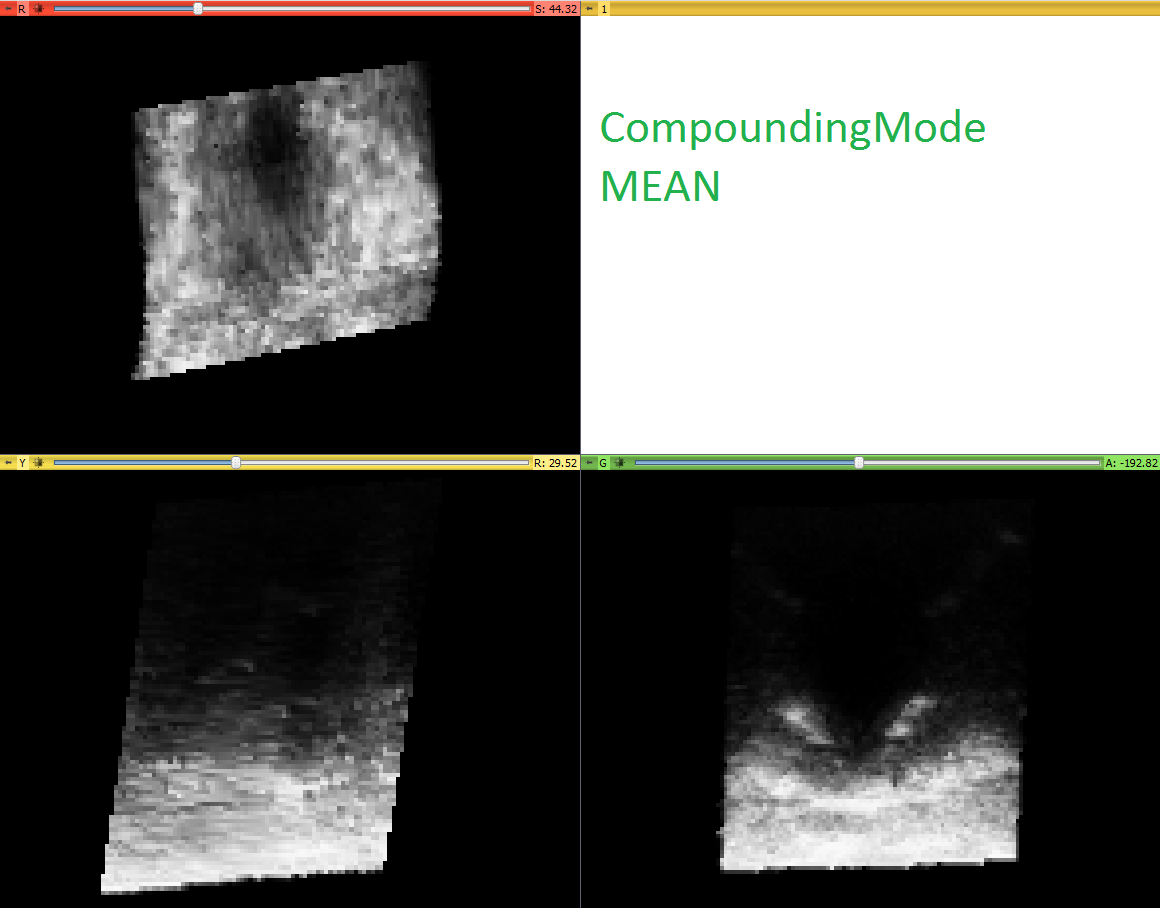 R S: 44.32
1
CompoundingMode
MEAN
Y R: 29.52
G A: -192.82